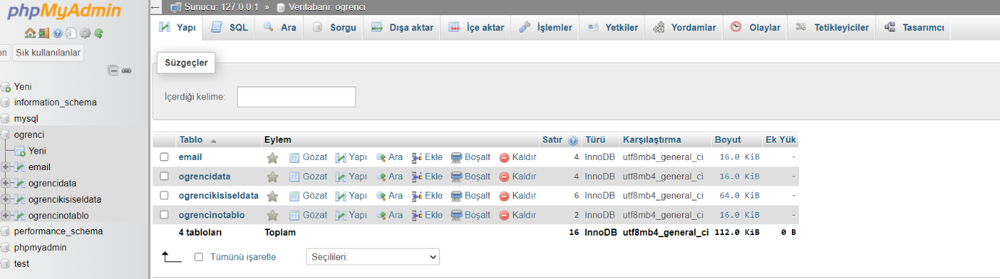 phpMyAdmin
Sunucu: 127.0.0.1 » Veritabanı: ogrenci
Yapı SQL Ara Sorgu Dışa aktar İçe aktar İşlemler Yetkiler Yordamlar Olaylar Tetikleyiciler Tasarımcı
on Sık kullanılanlar
Yeni
information_schema
mysql
ogrenci
Yeni
email
ogrencidata
ogrencikisiseldata
ogrencinotablo
performance_schema
phpmyadmin
test
Süzgeçler
İçerdiği kelime:
Tablo Eylem Satır Türü Karşılaştırma Boyut Ek Yük
email Gözat Yapı Ara Ekle Boşalt Kaldır 4 InnoDB utf8mb4_general_ci 16.0 KiB -
ogrencidata Gözat Yapı Ara Ekle Boşalt Kaldır 4 InnoDB utf8mb4_general_ci 16.0 KiB -
ogrencikisiseldata Gözat Yapı Ara Ekle Boşalt Kaldır 6 InnoDB utf8mb4_general_ci 64.0 KiB -
ogrencinotablo Gözat Yapı Ara Ekle Boşalt Kaldır 2 InnoDB utf8mb4_general_ci 16.0 KiB -
4 tabloları Toplam 16 InnoDB utf8mb4_general_ci 112.0 KiB 0 B
Tümünü işaretle Seçilileri: